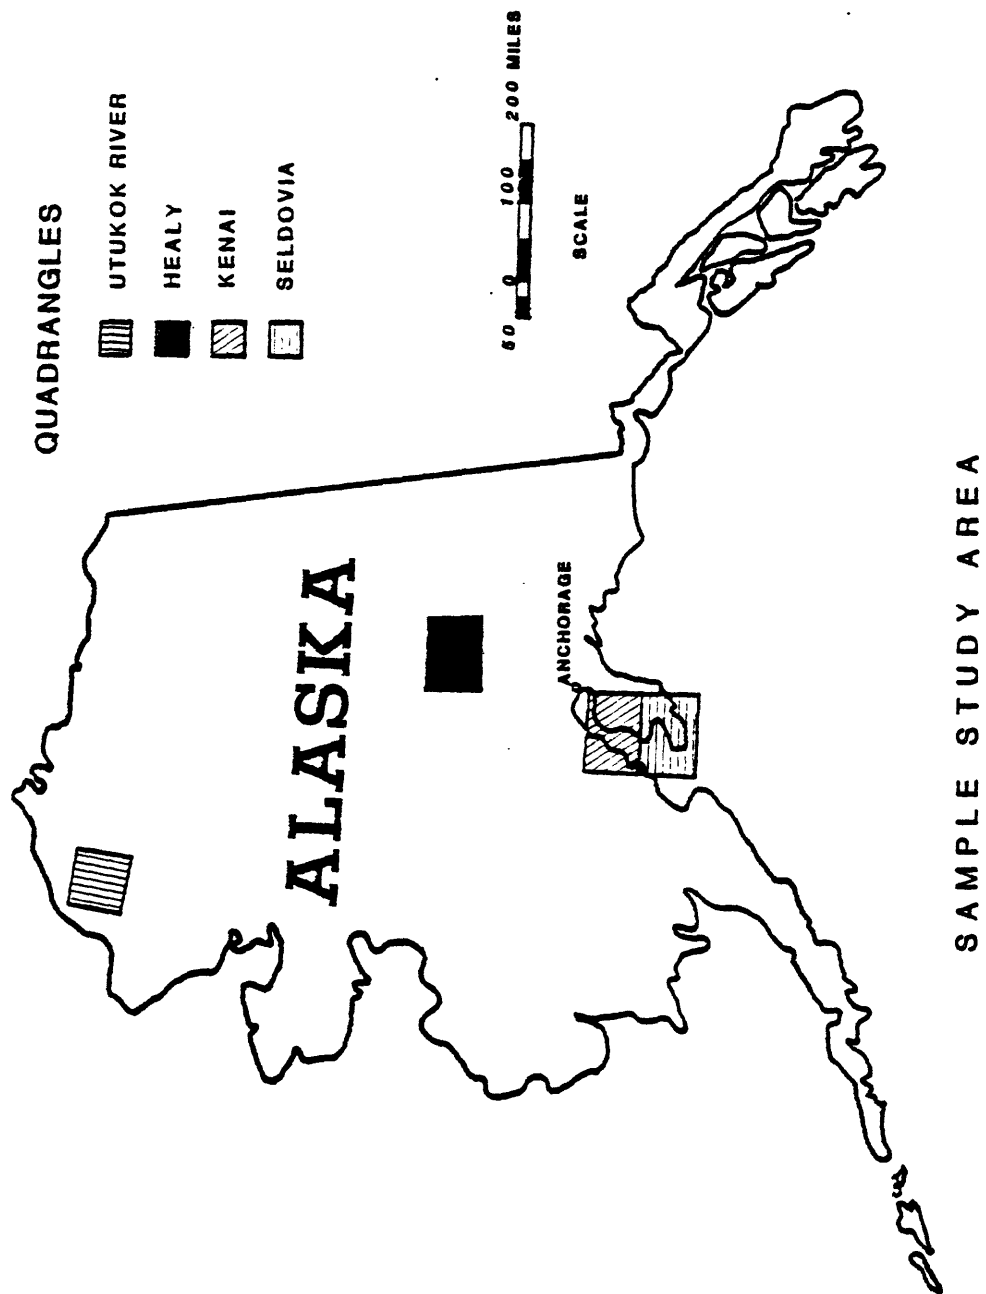 QUADRANGLES
UTUKOK RIVER
HEALY
KENAI
SELDOVIA
50 0 100 200 MILES
SCALE
ALASKA
ANCHORAGE
SAMPLE STUDY AREA